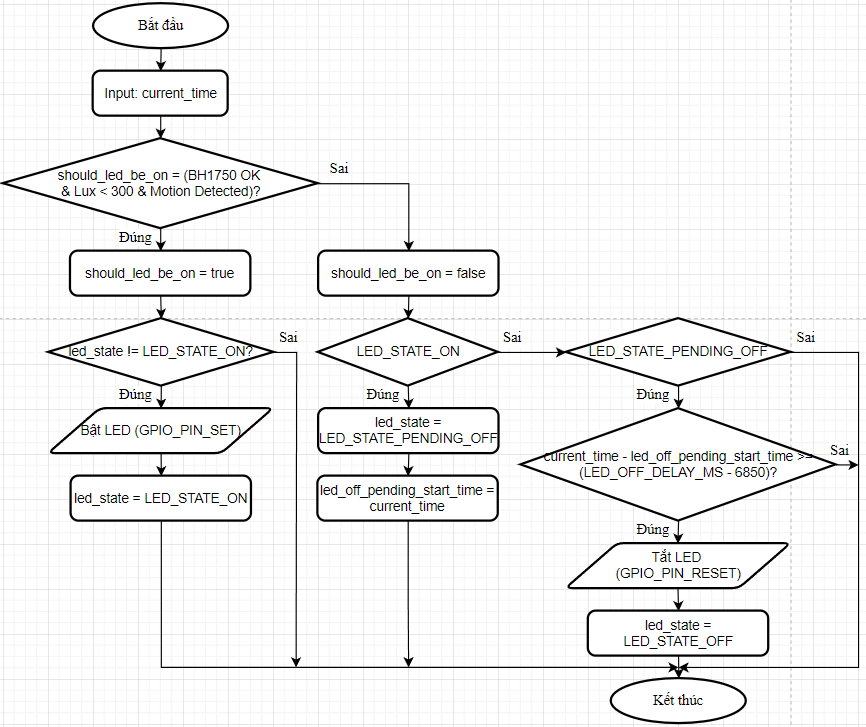 Bắt đầu
Input: current_time
should_led_be_on = (BH1750 OK
& Lux < 300 & Motion Detected)?
Sai
Đúng
should_led_be_on = true
should_led_be_on = false
led_state != LED_STATE_ON?
Sai
LED_STATE_ON
Sai
LED_STATE_PENDING_OFF
Sai
Đúng
Đúng
Đúng
Bật LED (GPIO_PIN_SET)
led_state =
LED_STATE_PENDING_OFF
current_time - led_off_pending_start_time >=
(LED_OFF_DELAY_MS - 6850)?
Sai
led_state = LED_STATE_ON
led_off_pending_start_time =
current_time
Đúng
Tắt LED
(GPIO_PIN_RESET)
led_state =
LED_STATE_OFF
Kết thúc